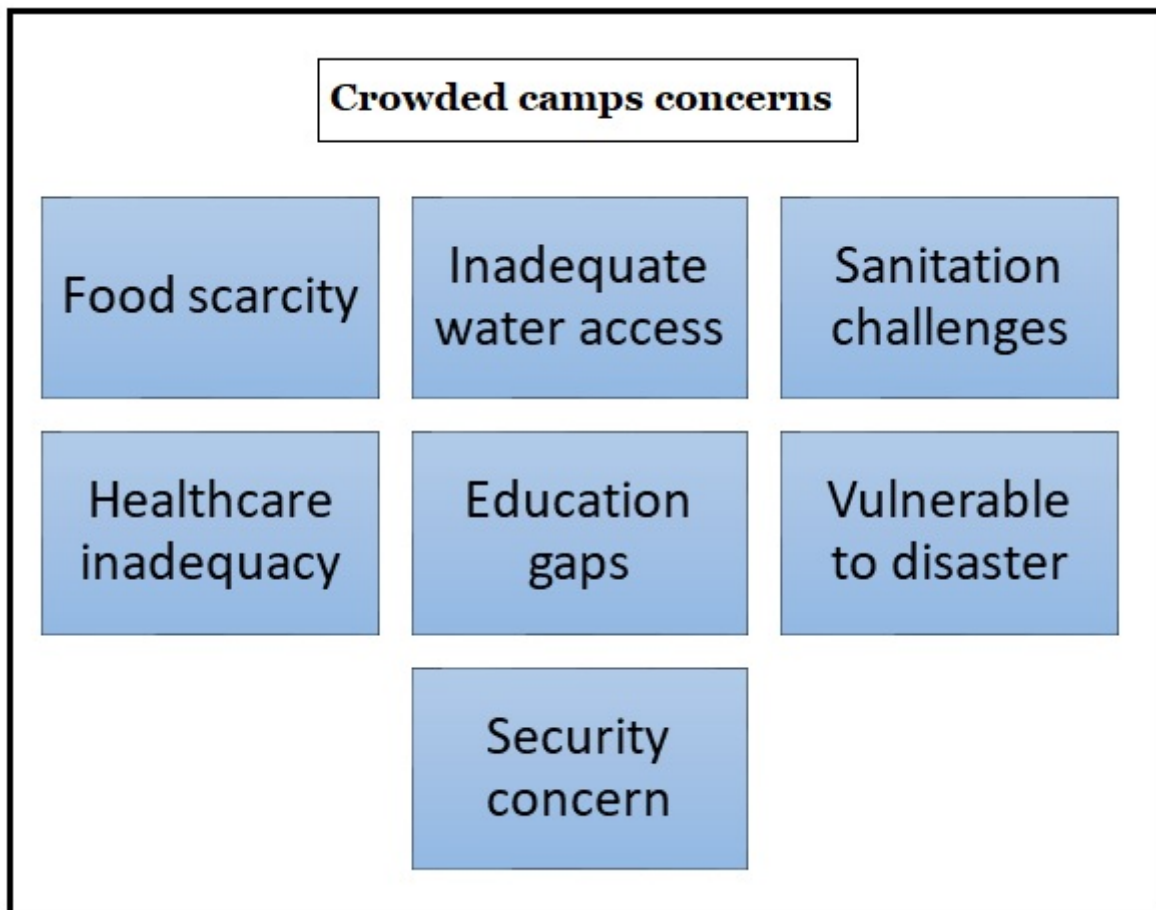 Crowded camps concerns
Food scarcity
Inadequate
water access
Sanitation
challenges
Healthcare
inadequacy
Education
gaps
Vulnerable
to disaster
Security
concern